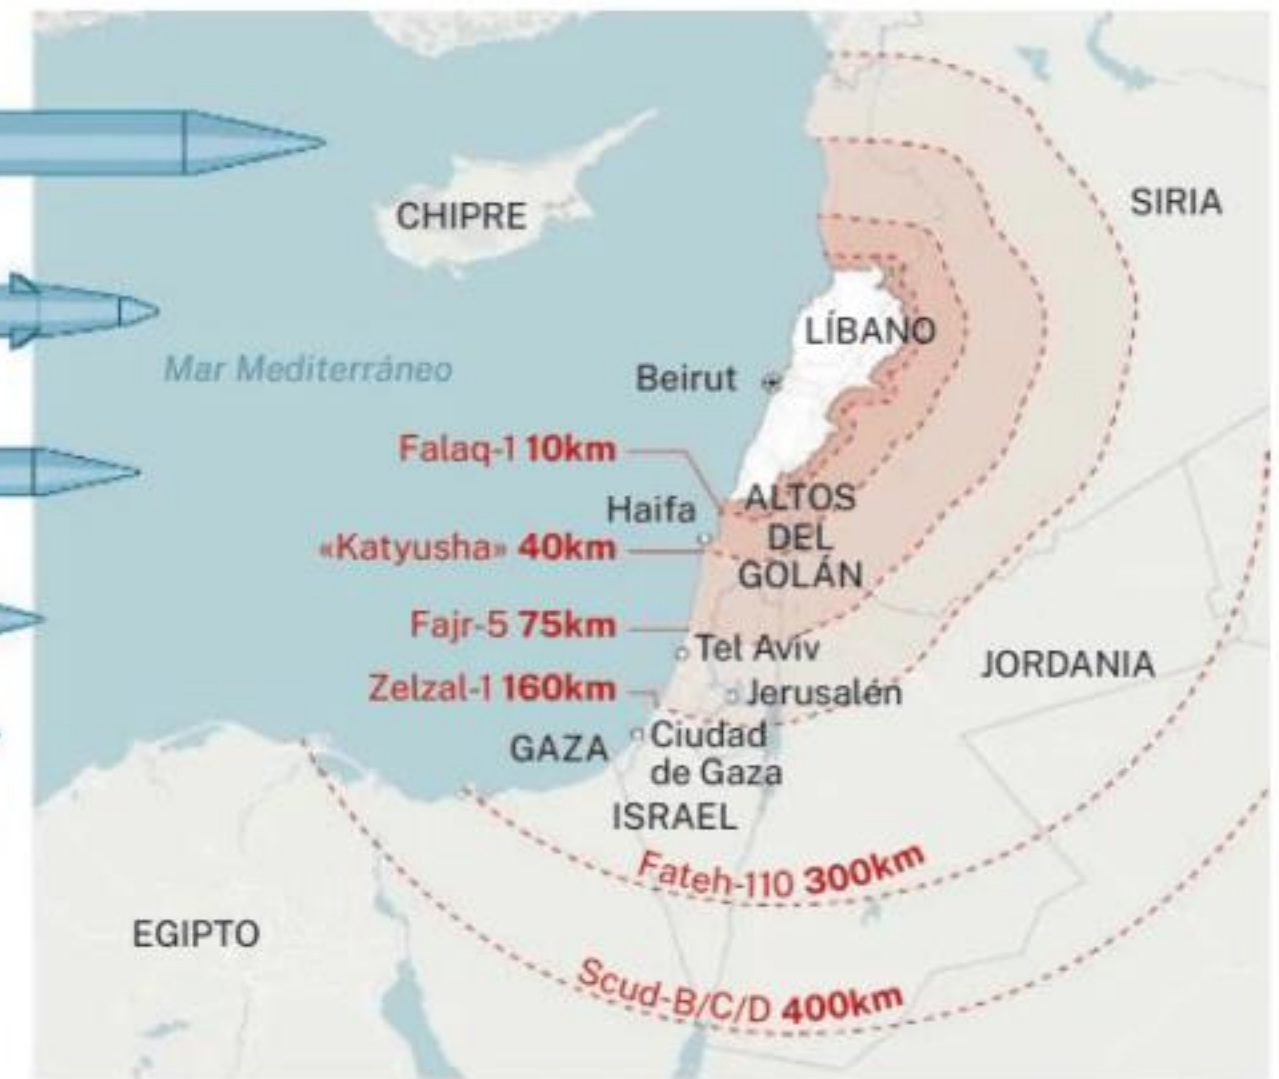 CHIPRE
SIRIA
LÍBANO
Mar Mediterráneo
Beirut
Falaq-1 10km
ALTOS
DEL
GOLÁN
Haifa
«Katyusha» 40km
Fajr-5 75km
Tel Aviv
JORDANIA
Zelzal-1 160km
Jerusalén
GAZA
Ciudad
de Gaza
ISRAEL
Fateh-110 300km
EGIPTO
Scud-B/C/D 400km